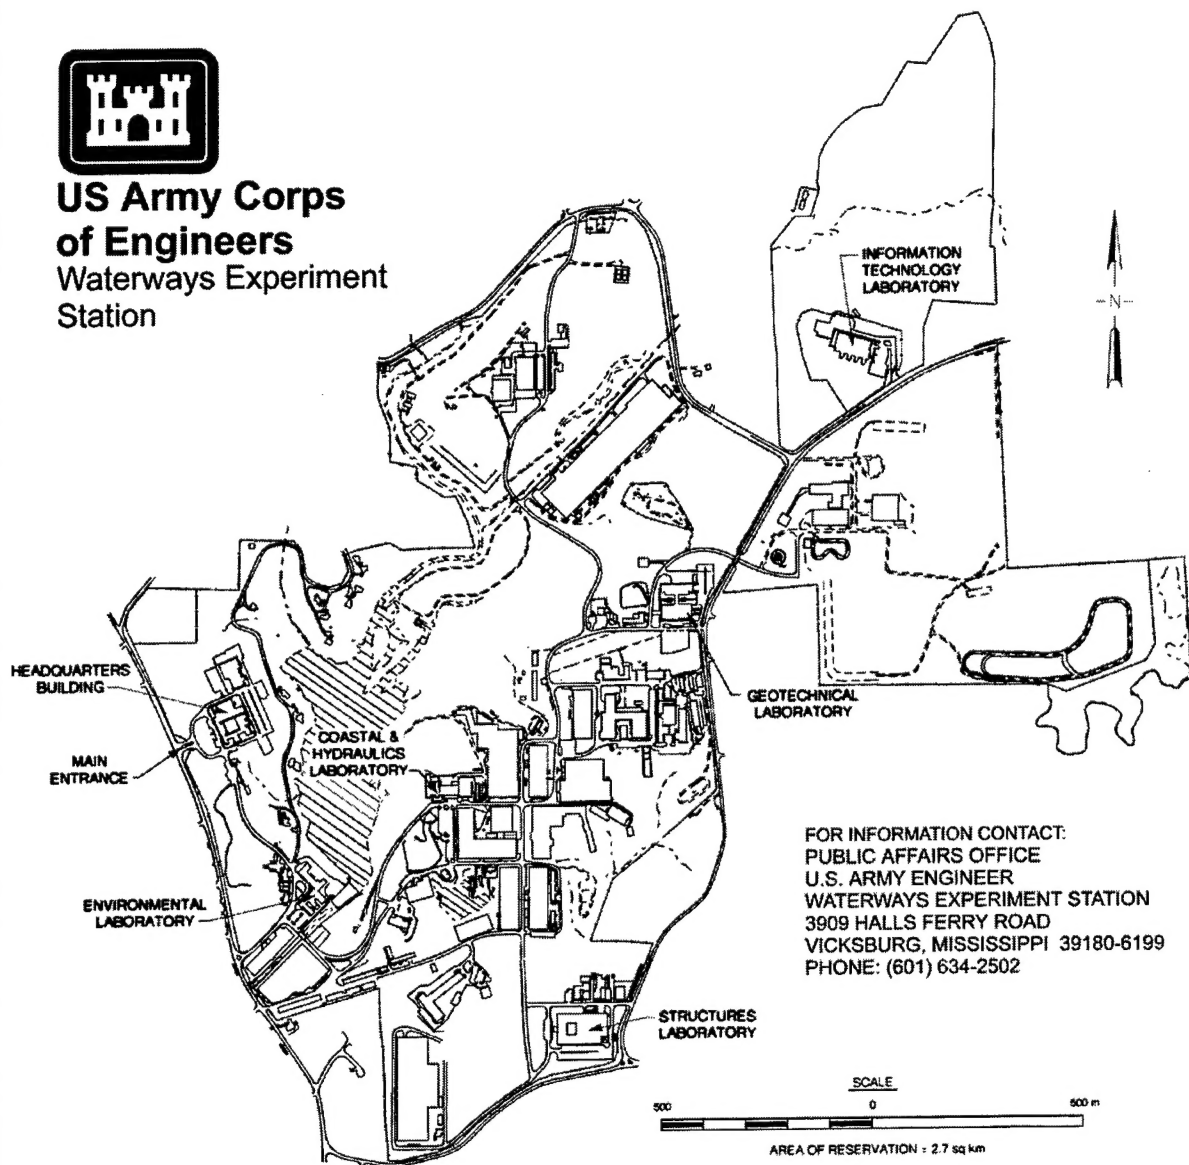 US Army Corps
of Engineers
Waterways Experiment
Station
INFORMATION
TECHNOLOGY
LABORATORY
N
HEADQUARTERS
BUILDING
MAIN
ENTRANCE
COASTAL &
HYDRAULICS
LABORATORY
GEOTECHNICAL
LABORATORY
ENVIRONMENTAL
LABORATORY
FOR INFORMATION CONTACT:
PUBLIC AFFAIRS OFFICE
U.S. ARMY ENGINEER
WATERWAYS EXPERIMENT STATION
3909 HALLS FERRY ROAD
VICKSBURG, MISSISSIPPI 39180-6199
PHONE: (601) 634-2502
STRUCTURES
LABORATORY
SCALE
500 0 500 m
AREA OF RESERVATION = 2.7 sq km